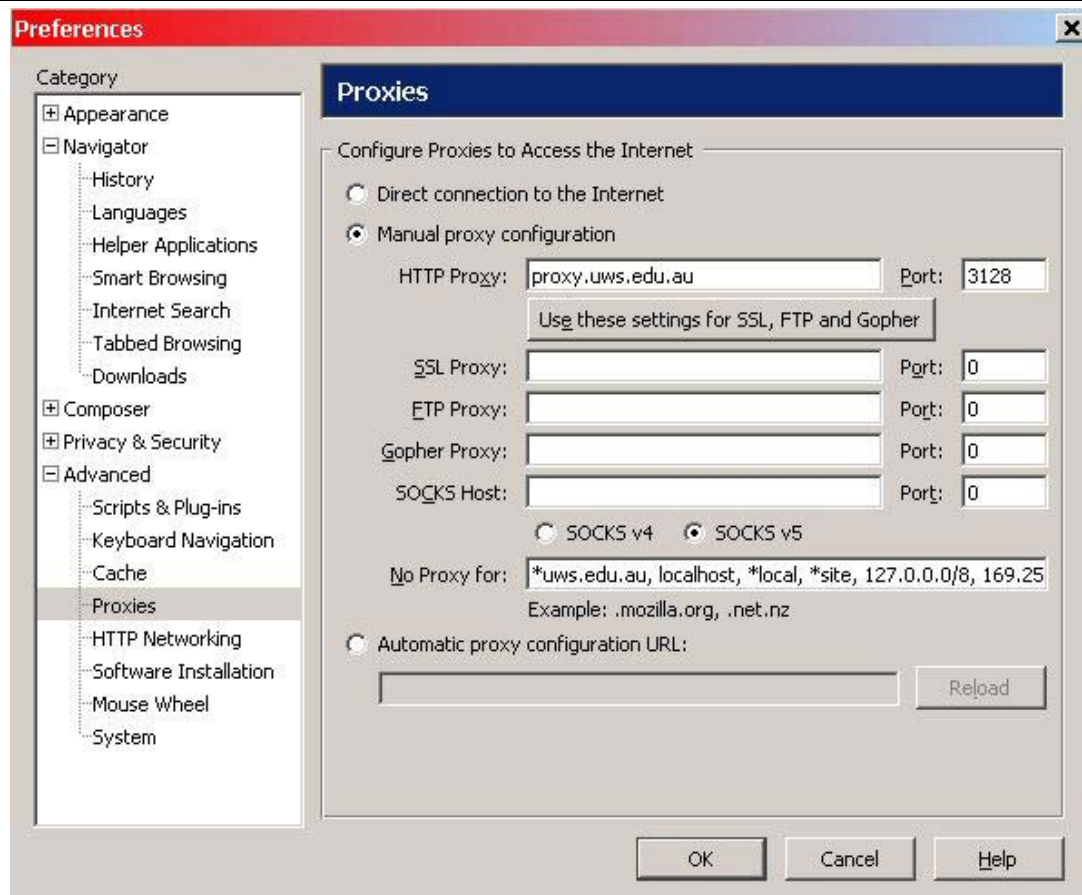 Preferences
Category
Appearance
Navigator
History
Languages
Helper Applications
Smart Browsing
Internet Search
Tabbed Browsing
Downloads
Composer
Privacy & Security
Advanced
Scripts & Plug-ins
Keyboard Navigation
Cache
Proxies
HTTP Networking
Software Installation
Mouse Wheel
System
Proxies
Configure Proxies to Access the Internet
Direct connection to the Internet
Manual proxy configuration
HTTP Proxy: proxy.uws.edu.au Port: 3128
Use these settings for SSL, FTP and Gopher
SSL Proxy: Port: 0
FTP Proxy: Port: 0
Gopher Proxy: Port: 0
SOCKS Host: Port: 0
SOCKS v4 SOCKS v5
No Proxy for: *uws.edu.au, localhost, *local, *site, 127.0.0.0/8, 169.25
Example: .mozilla.org, .net.nz
Automatic proxy configuration URL:
Reload
OK Cancel Help